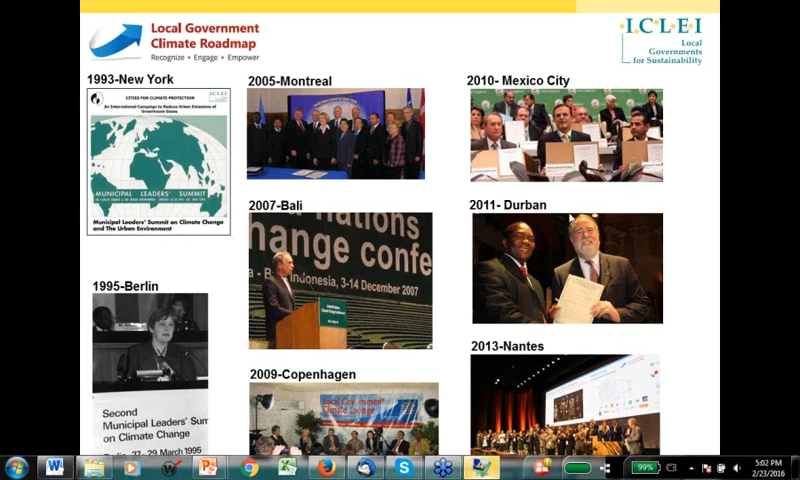 Local Government
Climate Roadmap
Recognize • Engage • Empower
I.C.L.E.I
Local
Governments
for Sustainability
1993-New York
CITIES FOR CLIMATE PROTECTION
An International Campaign to Reduce Urban Emissions of
Greenhouse Gases
MUNICIPAL LEADERS' SUMMIT
Municipal Leaders' Summit on Climate Change
and The Urban Environment
1995-Berlin
Second
Municipal Leaders' Sum
on Climate Change
27 - 29 March 1995
2005-Montreal
2007-Bali
nations
hange confe
a - B Indonesia, 3-14 December 2007
2009-Copenhagen
Local Government
Climate Lounge
2010- Mexico City
2011- Durban
2013-Nantes
99%
5:02 PM
2/23/2016